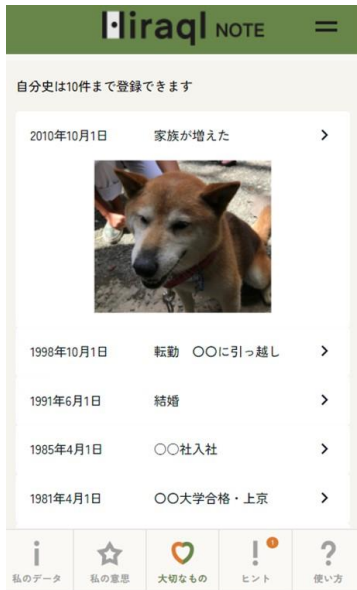 Hiraql NOTE
自分史は10件まで登録できます
2010年10月1日 家族が増えた
1998年10月1日 転勤 〇〇に引っ越し
1991年6月1日 結婚
1985年4月1日 〇〇社入社
1981年4月1日 〇〇大学合格・上京
1
私のデータ 私の意思 大切なもの ヒント 使い方